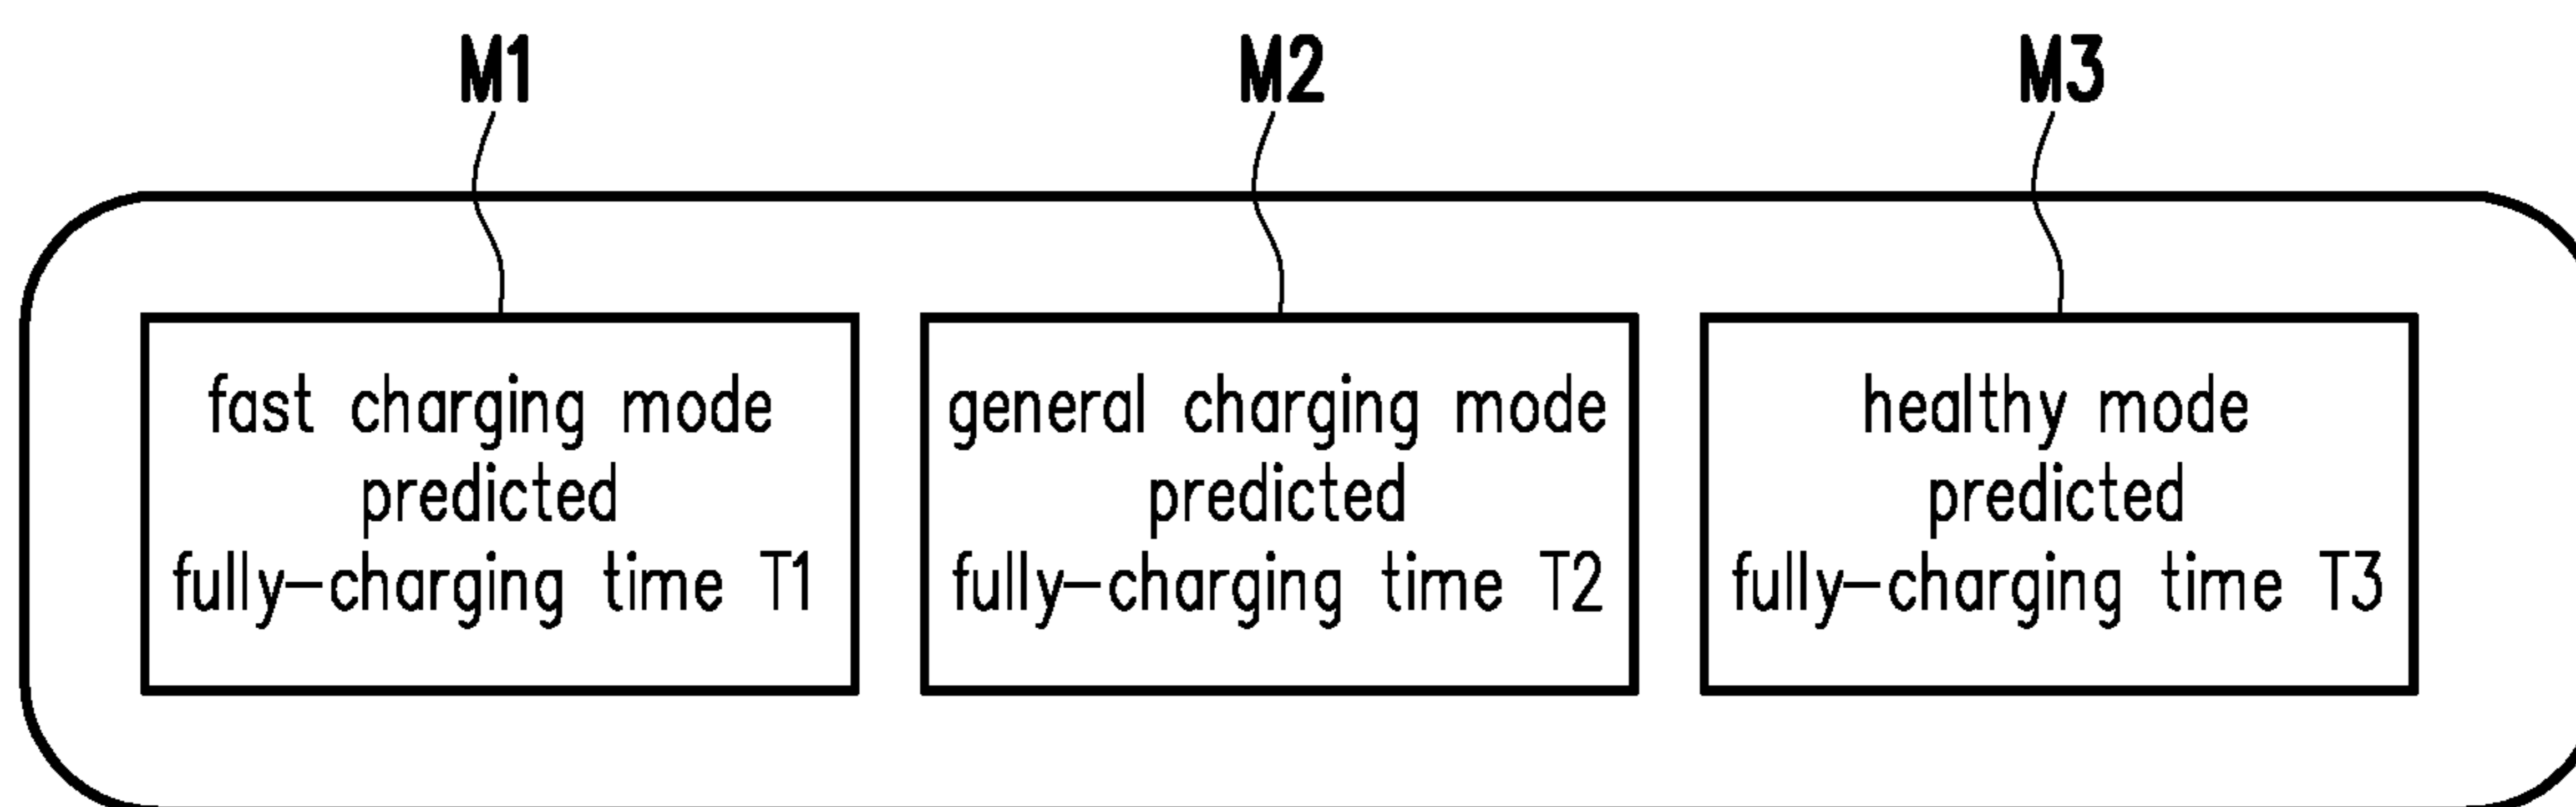 M1
M2
M3
fast charging mode
predicted
fully-charging time T1
general charging mode
predicted
fully-charging time T2
healthy mode
predicted
fully-charging time T3